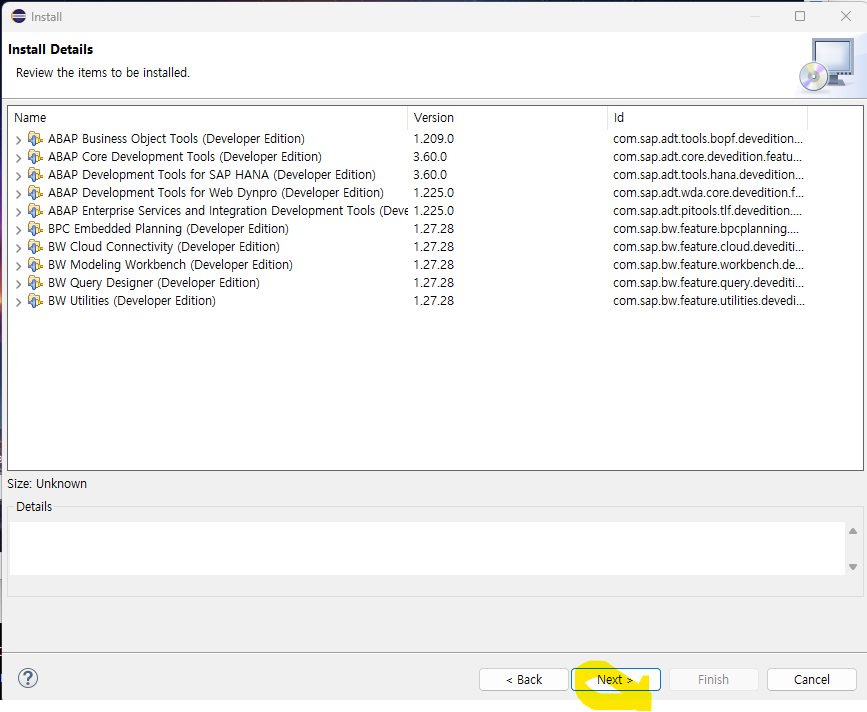 Install
Install Details
Review the items to be installed.
Name Version Id
ABAP Business Object Tools (Developer Edition) 1.209.0 com.sap.adt.tools.bopf.devedition...
ABAP Core Development Tools (Developer Edition) 3.60.0 com.sap.adt.core.devedition.featu...
ABAP Development Tools for SAP HANA (Developer Edition) 3.60.0 com.sap.adt.tools.hana.devedition...
ABAP Development Tools for Web Dynpro (Developer Edition) 1.225.0 com.sap.adt.wda.core.devedition.f...
ABAP Enterprise Services and Integration Development Tools (Deve 1.225.0 com.sap.adt.pitools.tlf.devedition....
BPC Embedded Planning (Developer Edition) 1.27.28 com.sap.bw.feature.bpcplanning....
BW Cloud Connectivity (Developer Edition) 1.27.28 com.sap.bw.feature.cloud.devediti...
BW Modeling Workbench (Developer Edition) 1.27.28 com.sap.bw.feature.workbench.de...
BW Query Designer (Developer Edition) 1.27.28 com.sap.bw.feature.query.devediti...
BW Utilities (Developer Edition) 1.27.28 com.sap.bw.feature.utilities.devedi...
Size: Unknown
Details
? < Back Next > Finish Cancel